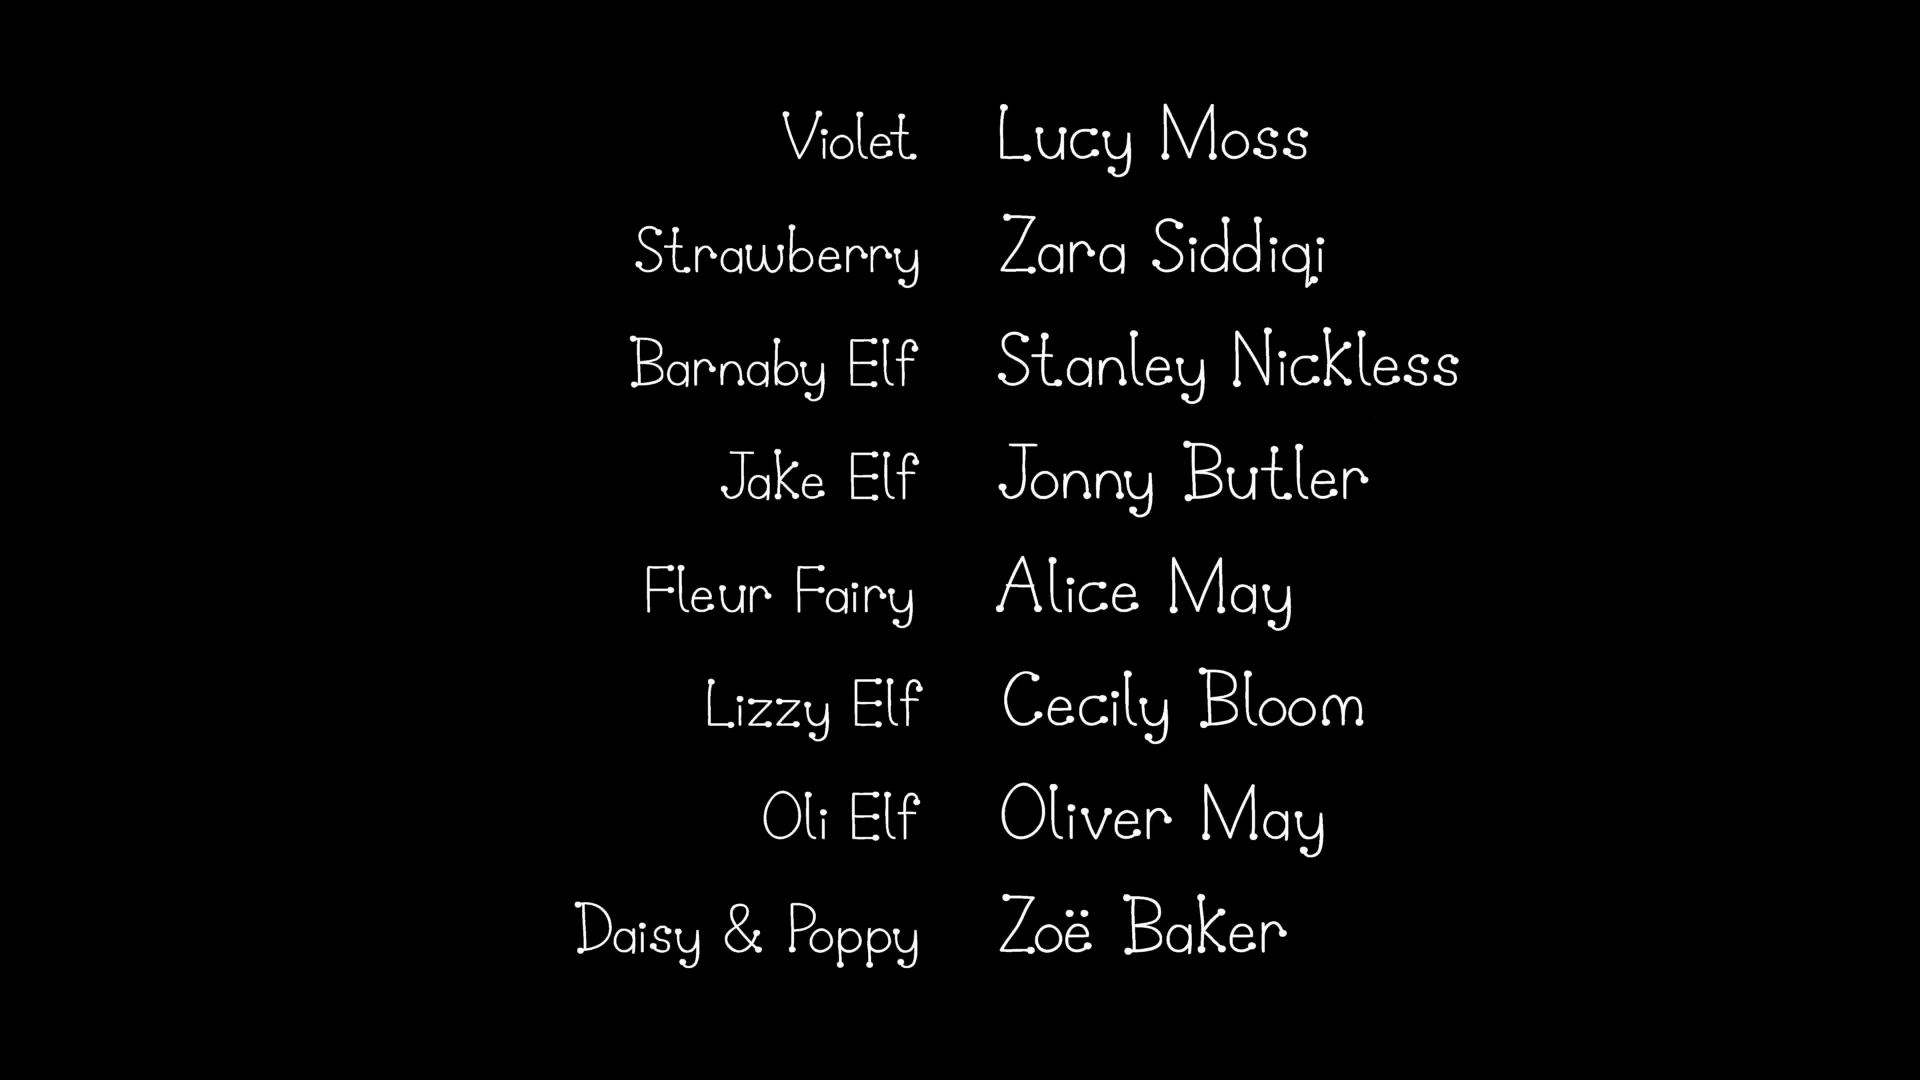 Violet Lucy Moss
Strawberry Zara Siddiqi
Barnaby Elf Stanley Nickless
Jake Elf Jonny Butler
Fleur Fairy Alice May
Lizzy Elf Cecily Bloom
Oli Elf Oliver May
Daisy & Poppy Zoë Baker